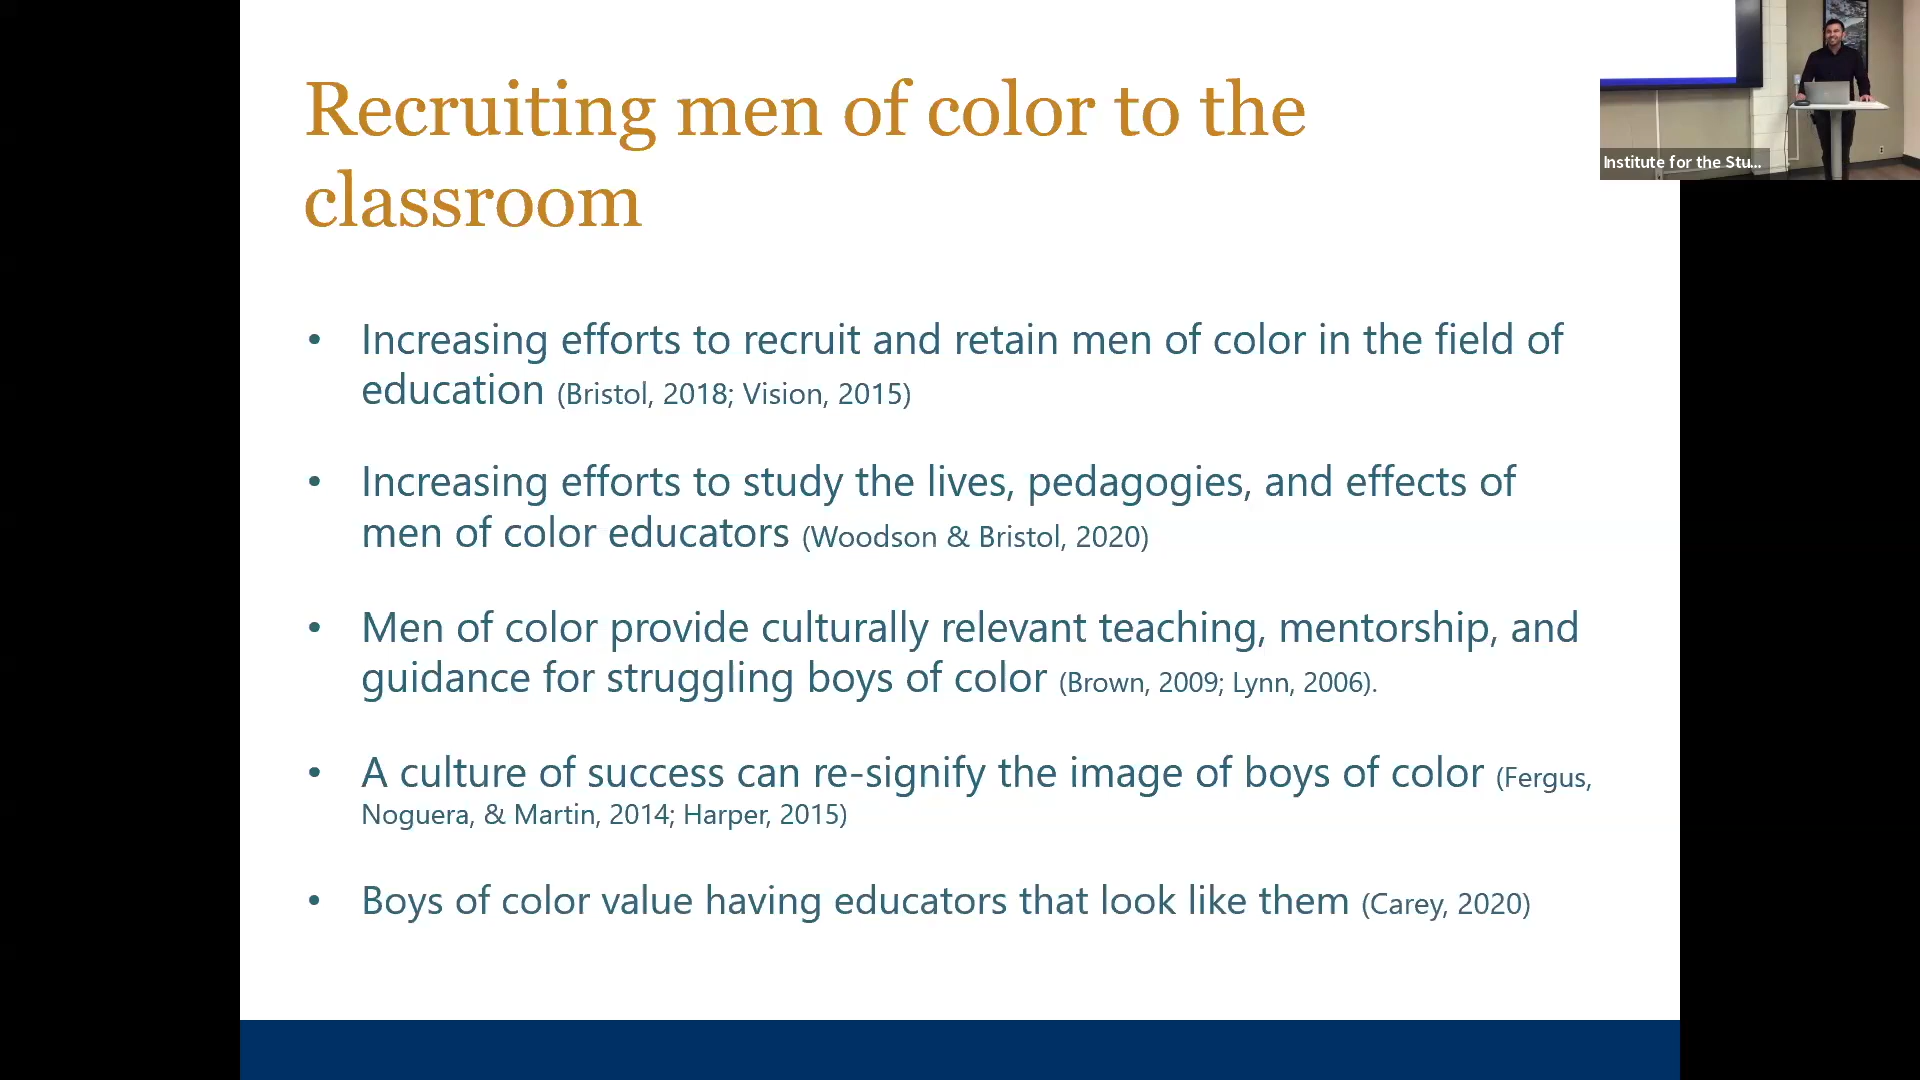 Recruiting men of color to the
classroom
• Increasing efforts to recruit and retain men of color in the field of
education (Bristol, 2018; Vision, 2015)
• Increasing efforts to study the lives, pedagogies, and effects of
men of color educators (Woodson & Bristol, 2020)
• Men of color provide culturally relevant teaching, mentorship, and
guidance for struggling boys of color (Brown, 2009; Lynn, 2006).
• A culture of success can re-signify the image of boys of color (Fergus,
Noguera, & Martin, 2014; Harper, 2015)
• Boys of color value having educators that look like them (Carey, 2020)
Institute for the Stu...